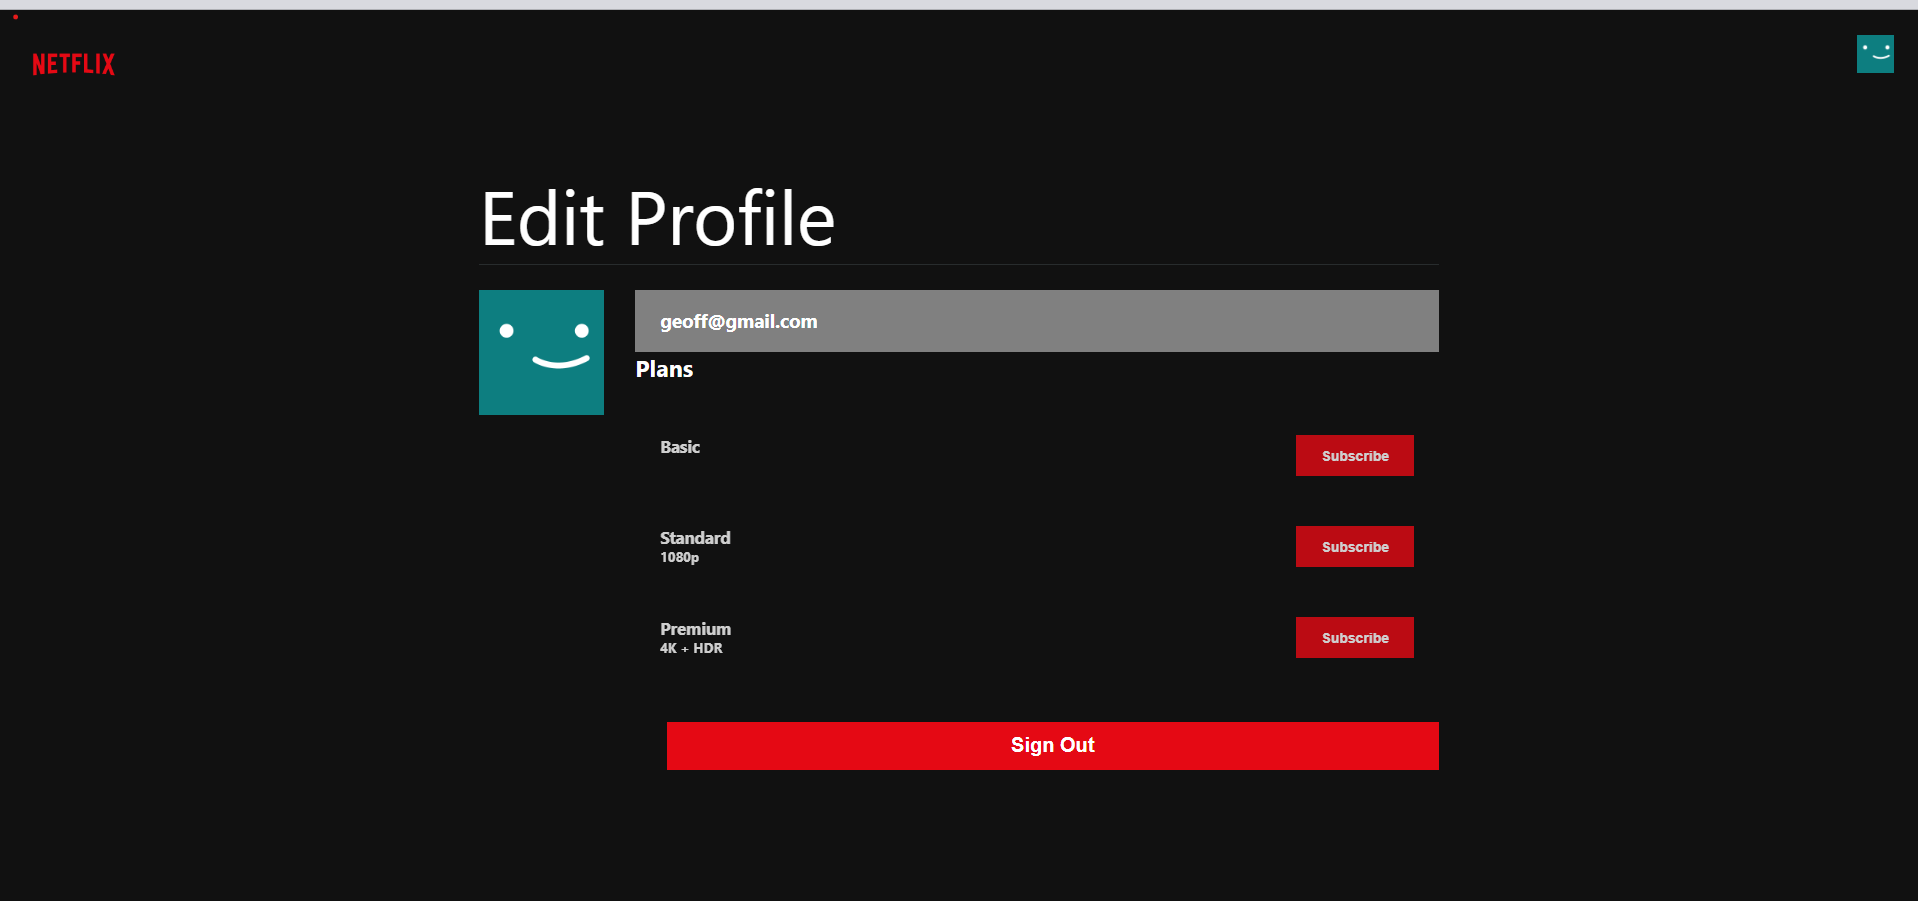 NETFLIX
Edit Profile
geoff@gmail.com
Plans
Basic
Subscribe
Standard
1080p
Subscribe
Premium
4K + HDR
Subscribe
Sign Out